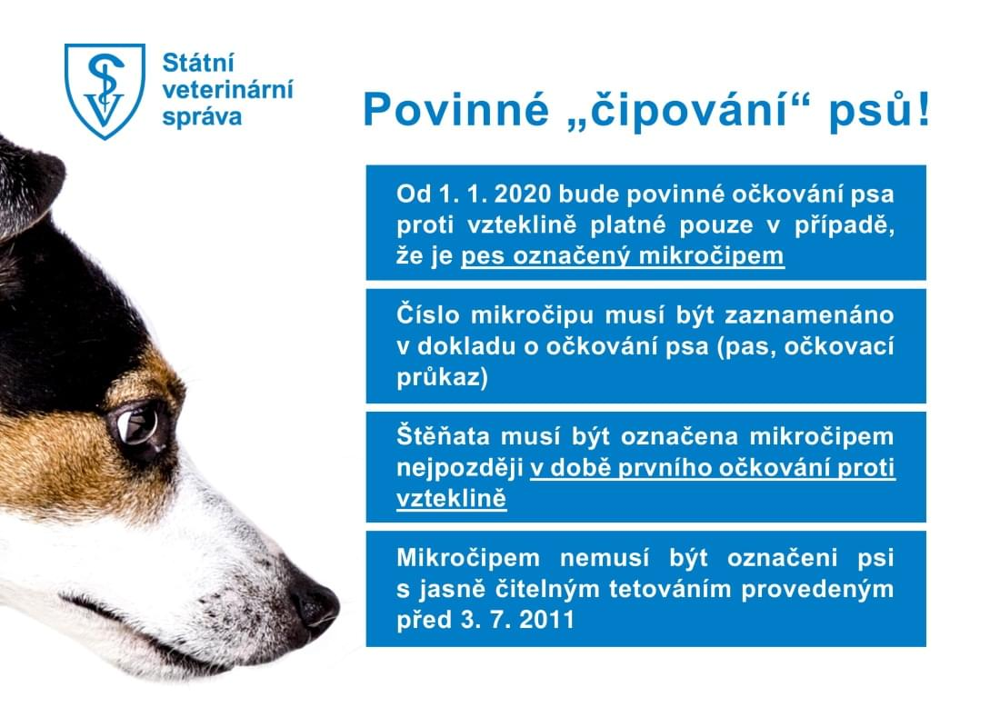 Státní
veterinární
správa
Povinné „čipování“ psů!
Od 1. 1. 2020 bude povinné očkování psa
proti vzteklině platné pouze v případě,
že je pes označený mikročipem
Číslo mikročipu musí být zaznamenáno
v dokladu o očkování psa (pas, očkovací
průkaz)
Štěňata musí být označena mikročipem
nejpozději v době prvního očkování proti
vzteklině
Mikročipem nemusí být označeni psi
s jasně čitelným tetováním provedeným
před 3. 7. 2011